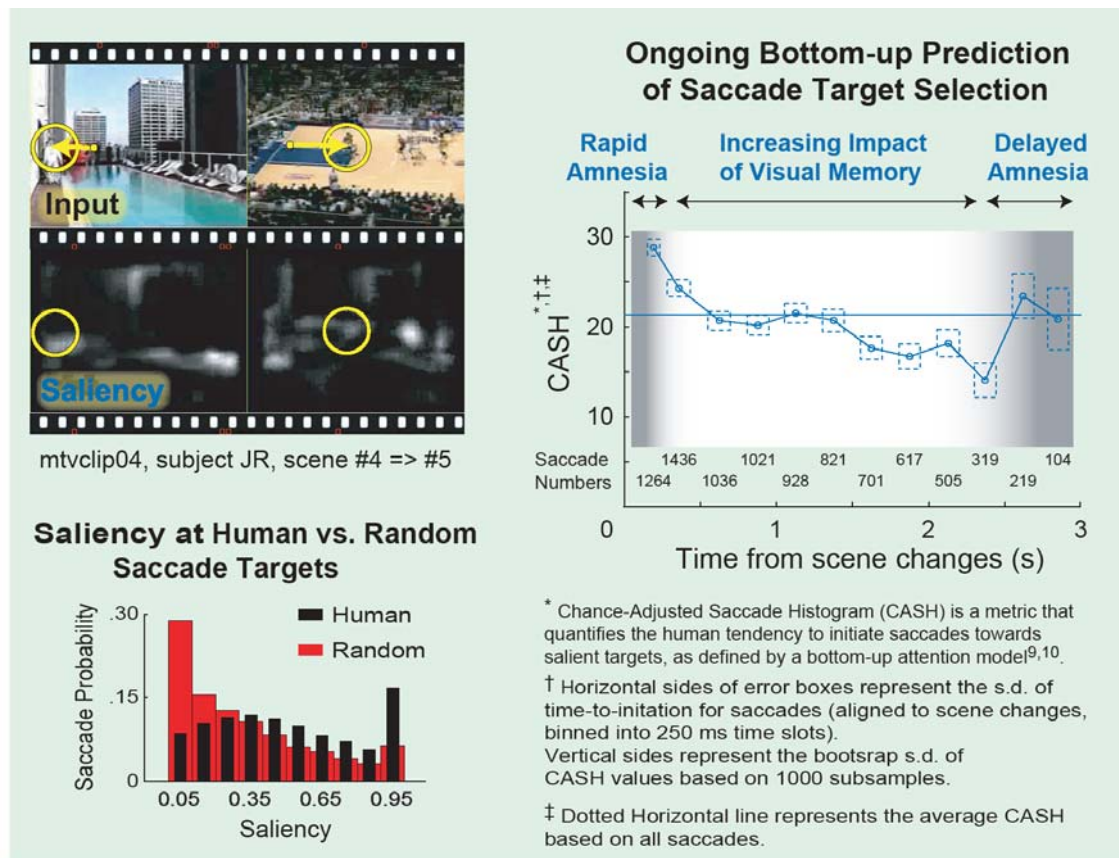 Input
Saliency
mtvclip04, subject JR, scene #4 => #5
Saliency at Human vs. Random
Saccade Targets
.30
.15
0
Saccade Probability
Human
Random
0.05 0.35 0.65 0.95
Saliency
Ongoing Bottom-up Prediction
of Saccade Target Selection
Rapid
Amnesia
Increasing Impact
of Visual Memory
Delayed
Amnesia
CASH*,†,‡
30
20
10
Saccade
Numbers
1436 1021 821 617 319 104
1264 1036 928 701 505 219
0 1 2 3
Time from scene changes (s)
* Chance-Adjusted Saccade Histogram (CASH) is a metric that
quantifies the human tendency to initiate saccades towards
salient targets, as defined by a bottom-up attention model9,10.
† Horizontal sides of error boxes represent the s.d. of
time-to-initation for saccades (aligned to scene changes,
binned into 250 ms time slots).
Vertical sides represent the bootsrap s.d. of
CASH values based on 1000 subsamples.
‡ Dotted Horizontal line represents the average CASH
based on all saccades.